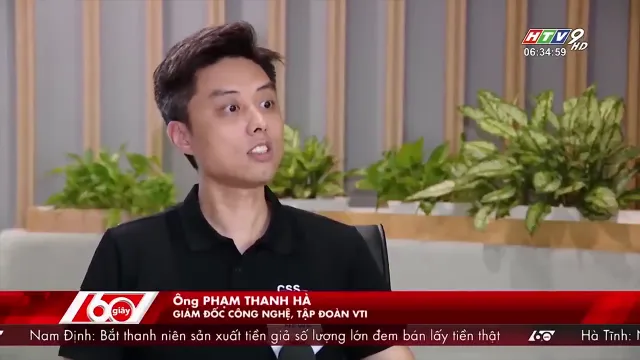 HTV9 HD
06:34:59
CSS
60 giây
Ông PHẠM THANH HÀ
GIÁM ĐỐC CÔNG NGHỆ, TẬP ĐOÀN VTI
Nam Định: Bắt thanh niên sản xuất tiền giả số lượng lớn đem bán lấy tiền thật 60 Hà Tĩnh: